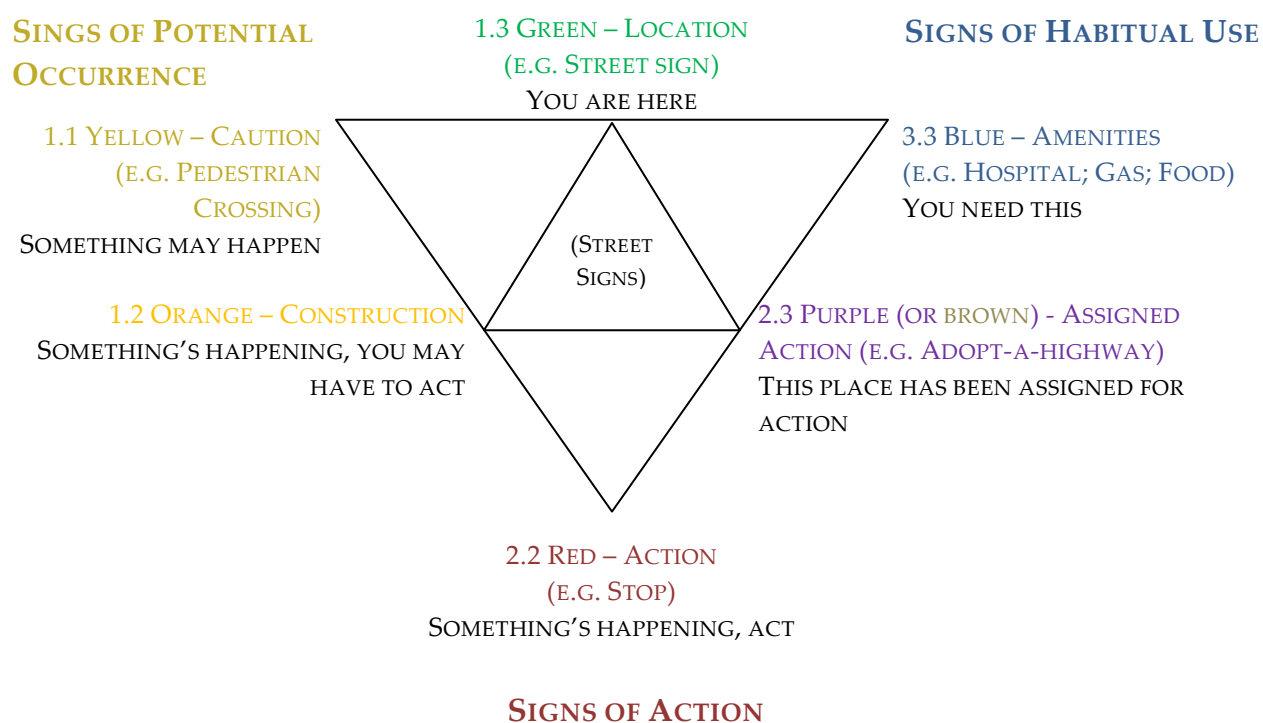 SINGS OF POTENTIAL
OCCURRENCE
1.3 GREEN – LOCATION
(E.G. STREET SIGN)
YOU ARE HERE
SIGNS OF HABITUAL USE
1.1 YELLOW – CAUTION
(E.G. PEDESTRIAN
CROSSING)
SOMETHING MAY HAPPEN
3.3 BLUE – AMENITIES
(E.G. HOSPITAL; GAS; FOOD)
YOU NEED THIS
(STREET
SIGNS)
1.2 ORANGE – CONSTRUCTION
SOMETHING’S HAPPENING, YOU MAY
HAVE TO ACT
2.3 PURPLE (OR BROWN) - ASSIGNED
ACTION (E.G. ADOPT-A-HIGHWAY)
THIS PLACE HAS BEEN ASSIGNED FOR
ACTION
2.2 RED – ACTION
(E.G. STOP)
SOMETHING’S HAPPENING, ACT
SIGNS OF ACTION